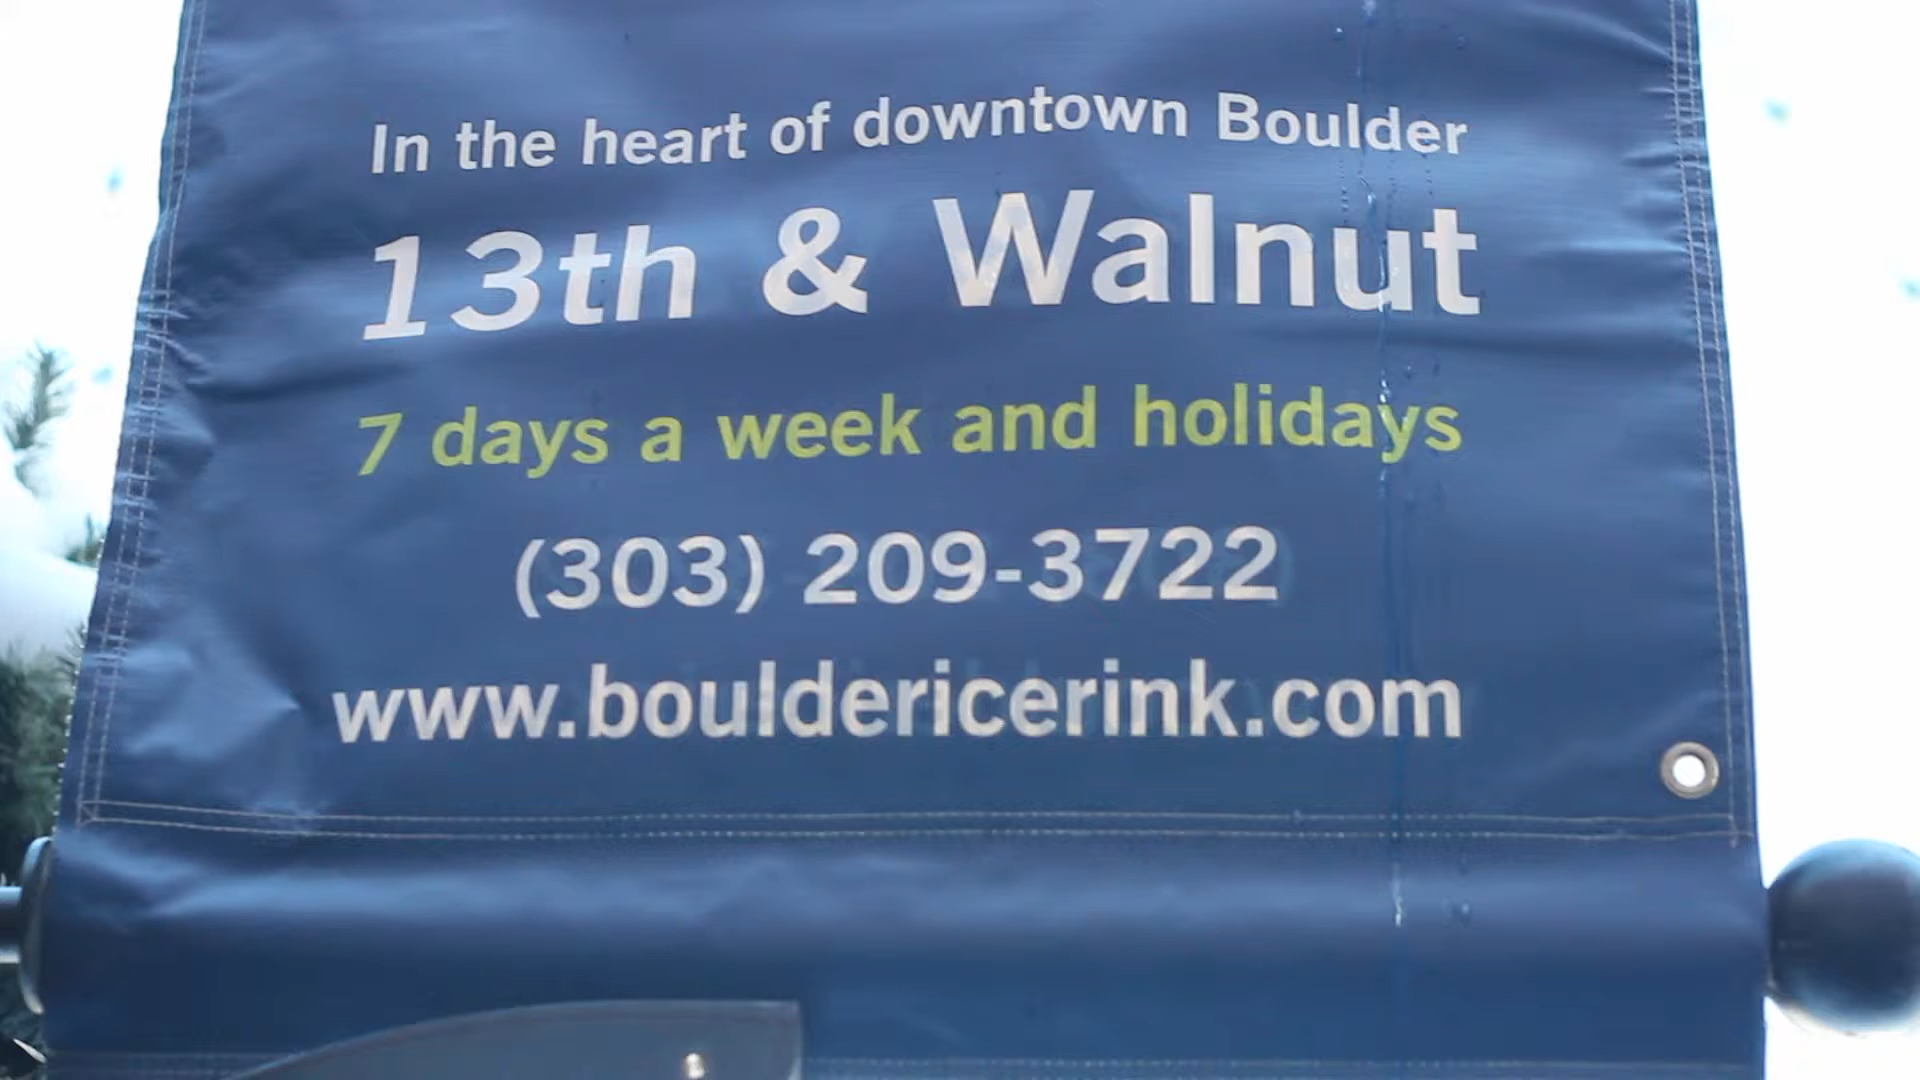 In the heart of downtown Boulder
13th & Walnut
7 days a week and holidays
(303) 209-3722
www.bouldericerink.com